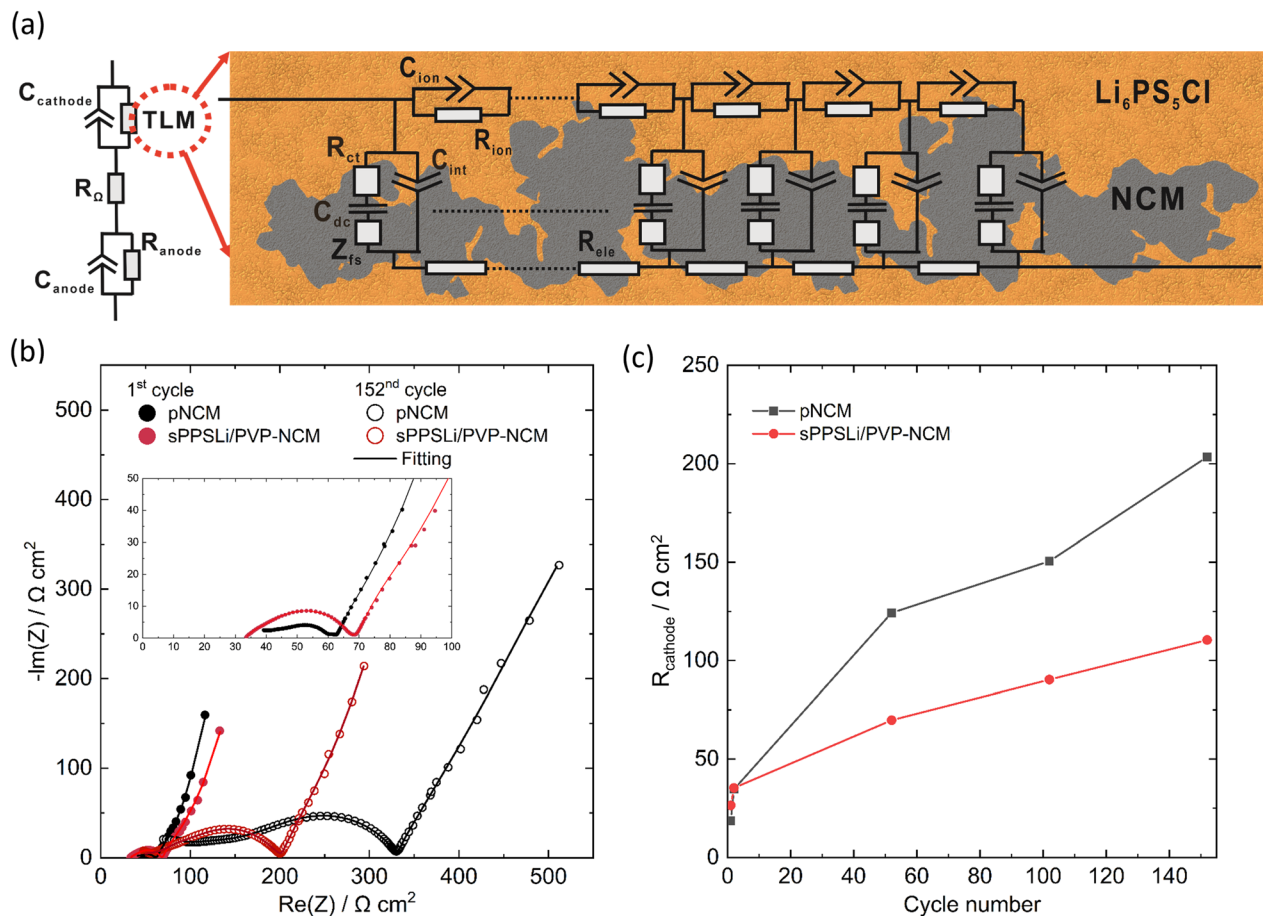 (a)
C_cathode
TLM
R_Ω
R_anode
C_anode
C_ion
Li₆PS₅Cl
R_ct
C_int
R_ion
C_dc
NCM
Z_fs
R_ele
(b)
1st cycle 152nd cycle
pNCM pNCM
sPPSLi/PVP-NCM sPPSLi/PVP-NCM
Fitting
50
40
30
20
10
0
0 10 20 30 40 50 60 70 80 90 100
-Im(Z) / Ω cm²
500
400
300
200
100
0
0 100 200 300 400 500
Re(Z) / Ω cm²
(c)
pNCM
sPPSLi/PVP-NCM
R_cathode / Ω cm²
250
200
150
100
50
0
0 20 40 60 80 100 120 140
Cycle number